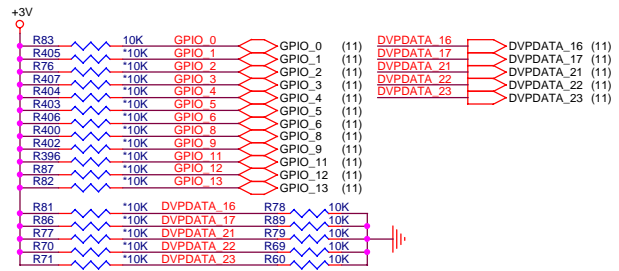 +3V
R83 10K GPIO_0 GPIO_0 (11) DVPDATA_16 DVPDATA_16 (11)
R405 *10K GPIO_1 GPIO_1 (11) DVPDATA_17 DVPDATA_17 (11)
R76 *10K GPIO_2 GPIO_2 (11) DVPDATA_21 DVPDATA_21 (11)
R407 *10K GPIO_3 GPIO_3 (11) DVPDATA_22 DVPDATA_22 (11)
R404 *10K GPIO_4 GPIO_4 (11) DVPDATA_23 DVPDATA_23 (11)
R403 *10K GPIO_5 GPIO_5 (11)
R406 *10K GPIO_6 GPIO_6 (11)
R400 *10K GPIO_8 GPIO_8 (11)
R402 *10K GPIO_9 GPIO_9 (11)
R396 *10K GPIO_11 GPIO_11 (11)
R87 *10K GPIO_12 GPIO_12 (11)
R82 *10K GPIO_13 GPIO_13 (11)
R81 *10K DVPDATA_16 R78 10K
R86 *10K DVPDATA_17 R89 10K
R77 *10K DVPDATA_21 R79 10K
R70 *10K DVPDATA_22 R69 10K
R71 *10K DVPDATA_23 R60 10K